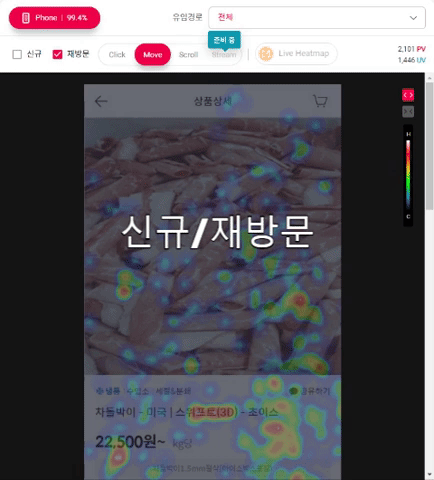 Phone | 99.4%
유입경로
전체
준비 중
신규
재방문
Click
Move
Scroll
Stream
Live Heatmap
2,101 PV
1,446 UV
상품상세
H
C
신규/재방문
냉동
공유하기
차돌박이 - 미국 | 스위프트(3D) - 초이스
22,500원~ kg당